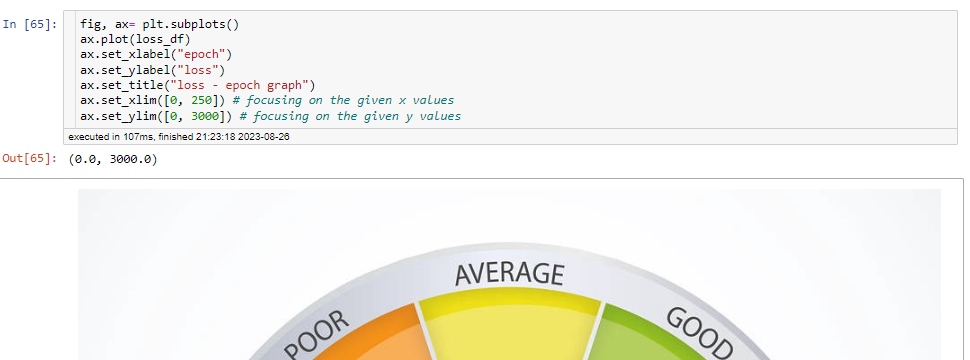 In [65]: fig, ax= plt.subplots()
ax.plot(loss_df)
ax.set_xlabel("epoch")
ax.set_ylabel("loss")
ax.set_title("loss - epoch graph")
ax.set_xlim([0, 250]) # focusing on the given x values
ax.set_ylim([0, 3000]) # focusing on the given y values
executed in 107ms, finished 21:23:18 2023-08-26
Out[65]: (0.0, 3000.0)
POOR
AVERAGE
GOOD